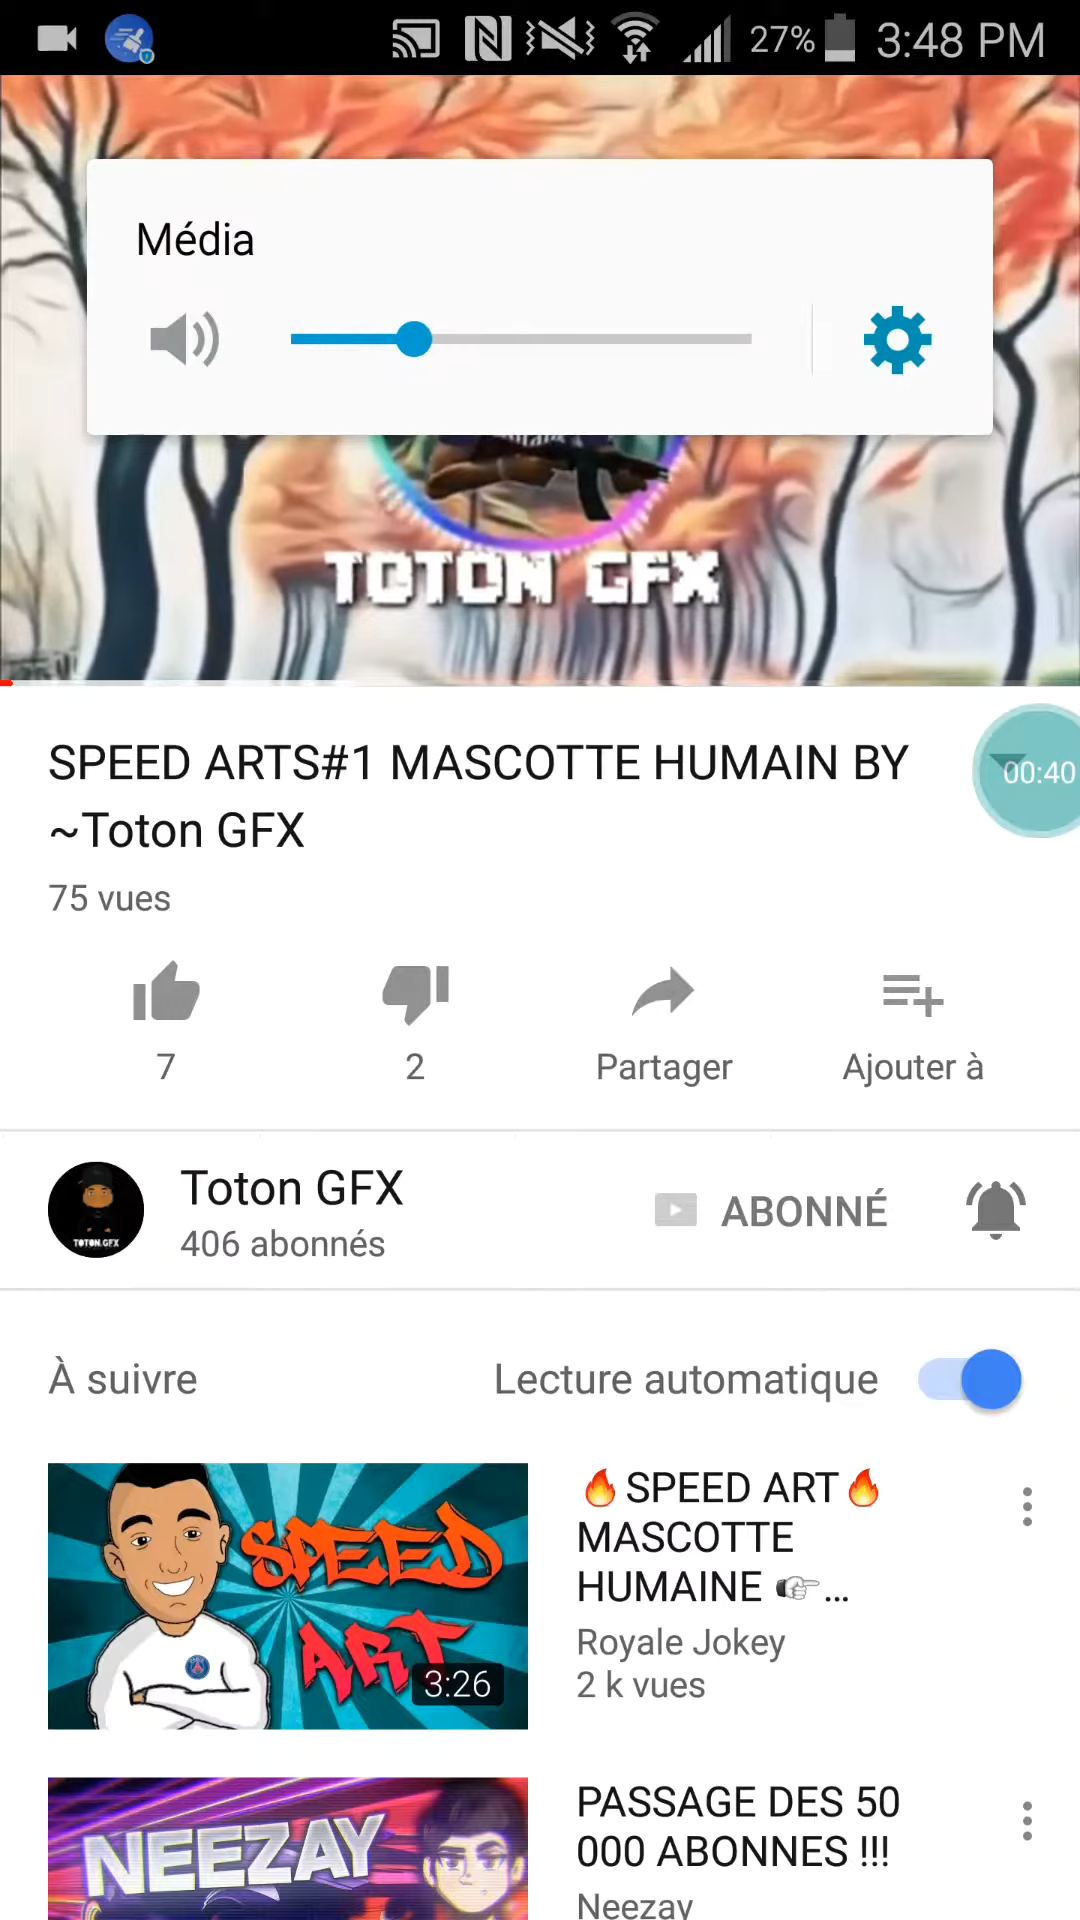 27% 3:48 PM
Média
TOTON GFX
SPEED ARTS#1 MASCOTTE HUMAIN BY
~Toton GFX
00:40
75 vues
7
2
Partager
Ajouter à
TOTON.GFX
Toton GFX
406 abonnés
ABONNÉ
À suivre
Lecture automatique
SPEED
ART
3:26
🔥SPEED ART🔥
MASCOTTE
HUMAINE 👉...
Royale Jokey
2 k vues
NEEZAY
PASSAGE DES 50
000 ABONNES !!!
Neezay